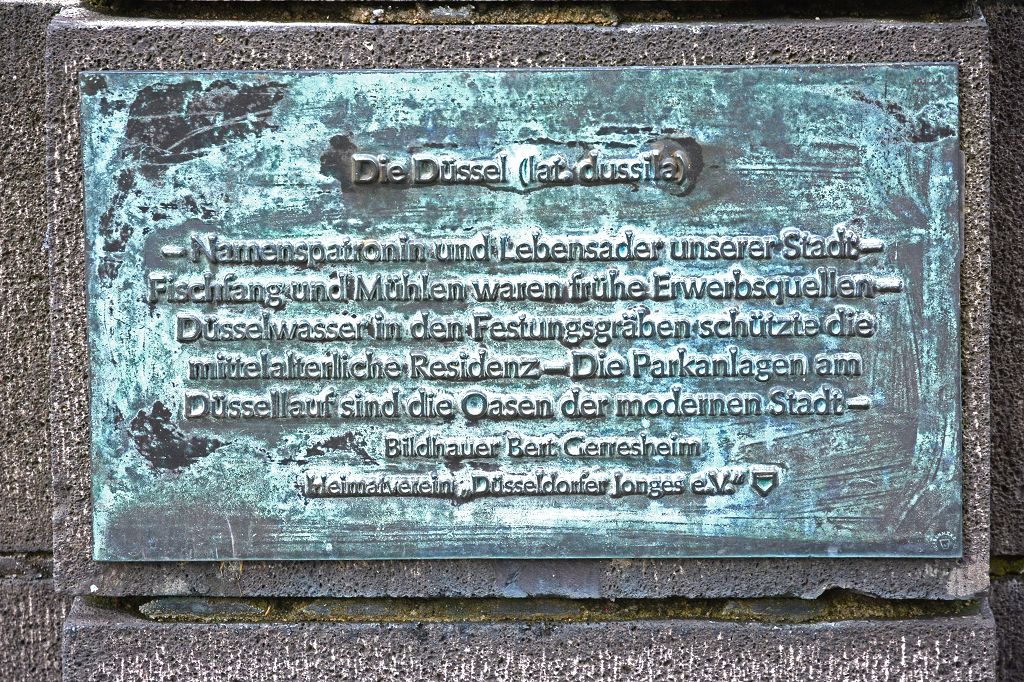 Die Düssel (lat. dussila)
– Namenspatronin und Lebensader unserer Stadt –
Fischfang und Mühlen waren frühe Erwerbsquellen –
Düsselwasser in den Festungsgräben schützte die
mittelalterliche Residenz – Die Parkanlagen am
Düssellauf sind die Oasen der modernen Stadt –
Bildhauer Bert Gerresheim
Heimatverein „Düsseldorfer Jonges e.V.“